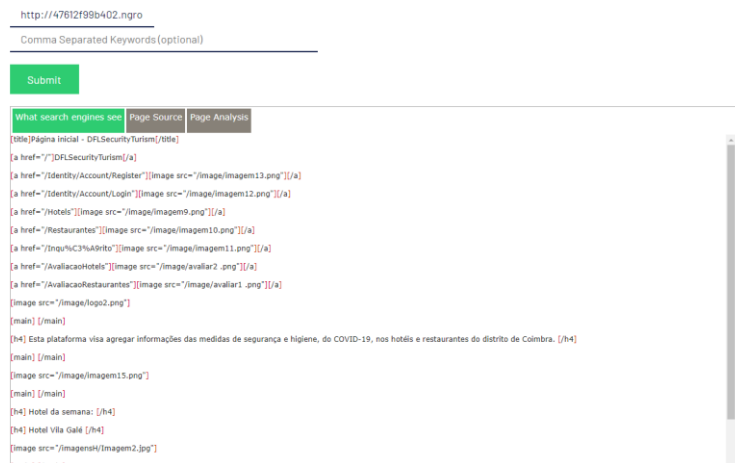 http://47612f99b402.ngro
Comma Separated Keywords (optional)
Submit
What search engines see Page Source Page Analysis
[title]Página inicial - DFLSecurityTurism[/title]
[a href="/"]DFLSecurityTurism[/a]
[a href="/Identity/Account/Register"][image src="/image/imagem13.png"][/a]
[a href="/Identity/Account/Login"][image src="/image/imagem12.png"][/a]
[a href="/Hotels"][image src="/image/imagem9.png"][/a]
[a href="/Restaurantes"][image src="/image/imagem10.png"][/a]
[a href="/Inqu%C3%A9rito"][image src="/image/imagem11.png"][/a]
[a href="/AvaliacaoHotels"][image src="/image/avaliar2 .png"][/a]
[a href="/AvaliacaoRestaurantes"][image src="/image/avaliar1 .png"][/a]
[image src="/image/logo2.png"]
[main] [/main]
[h4] Esta plataforma visa agregar informações das medidas de segurança e higiene, do COVID-19, nos hotéis e restaurantes do distrito de Coimbra. [/h4]
[main] [/main]
[image src="/image/imagem15.png"]
[main] [/main]
[h4] Hotel da semana: [/h4]
[h4] Hotel Vila Galé [/h4]
[image src="/imagensH/Imagem2.jpg"]